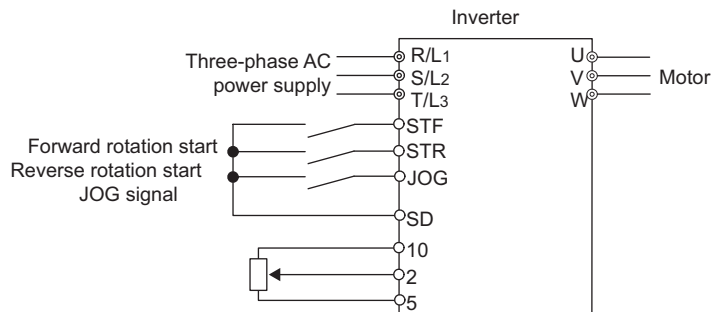 Inverter
Three-phase AC
power supply
R/L1
S/L2
T/L3
U
V
W
Motor
Forward rotation start
Reverse rotation start
JOG signal
STF
STR
JOG
SD
10
2
5